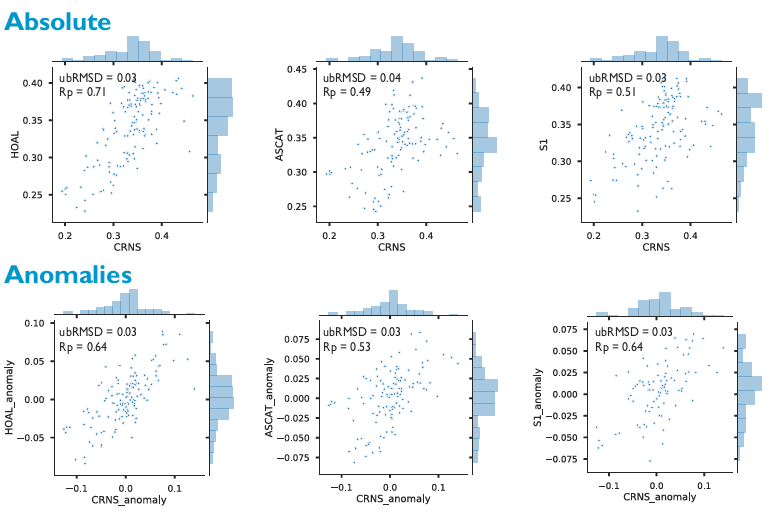 Absolute
ubRMSD = 0.03
Rp = 0.71
0.40
0.35
0.30
0.25
HOAL
0.2
0.3
0.4
CRNS
ubRMSD = 0.04
Rp = 0.49
0.45
0.40
0.35
0.30
0.25
ASCAT
0.2
0.3
0.4
CRNS
ubRMSD = 0.03
Rp = 0.51
0.40
0.35
0.30
0.25
S1
0.2
0.3
0.4
CRNS
Anomalies
ubRMSD = 0.03
Rp = 0.64
0.10
0.05
0.00
−0.05
HOAL_anomaly
−0.1
0.0
0.1
CRNS_anomaly
ubRMSD = 0.03
Rp = 0.53
0.075
0.050
0.025
0.000
−0.025
−0.050
−0.075
ASCAT_anomaly
−0.1
0.0
0.1
CRNS_anomaly
ubRMSD = 0.03
Rp = 0.64
0.075
0.050
0.025
0.000
−0.025
−0.050
−0.075
S1_anomaly
−0.1
0.0
0.1
CRNS_anomaly